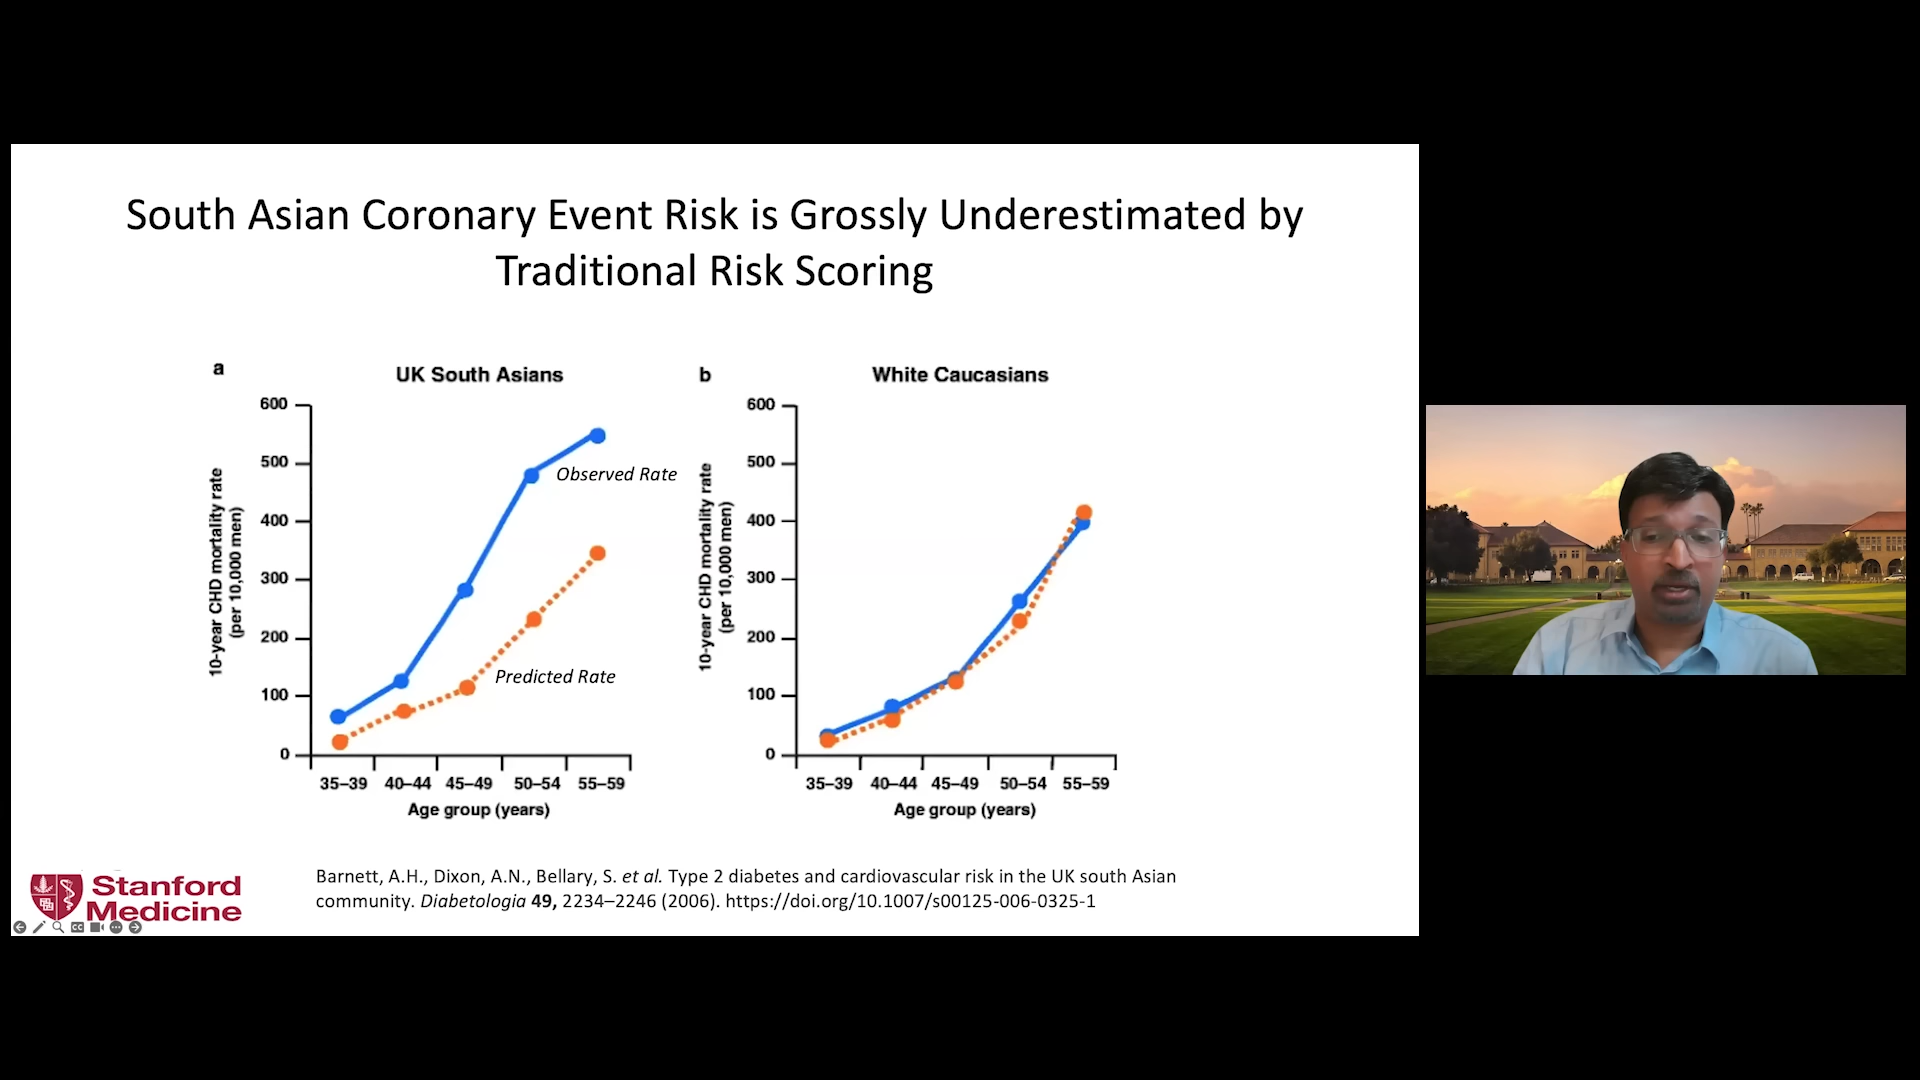 South Asian Coronary Event Risk is Grossly Underestimated by
Traditional Risk Scoring
a
UK South Asians
600
500
400
300
200
100
0
10-year CHD mortality rate
(per 10,000 men)
Observed Rate
Predicted Rate
35–39 40–44 45–49 50–54 55–59
Age group (years)
b
White Caucasians
600
500
400
300
200
100
0
10-year CHD mortality rate
(per 10,000 men)
35–39 40–44 45–49 50–54 55–59
Age group (years)
Stanford
Medicine
Barnett, A.H., Dixon, A.N., Bellary, S. et al. Type 2 diabetes and cardiovascular risk in the UK south Asian
community. Diabetologia 49, 2234–2246 (2006). https://doi.org/10.1007/s00125-006-0325-1
CC